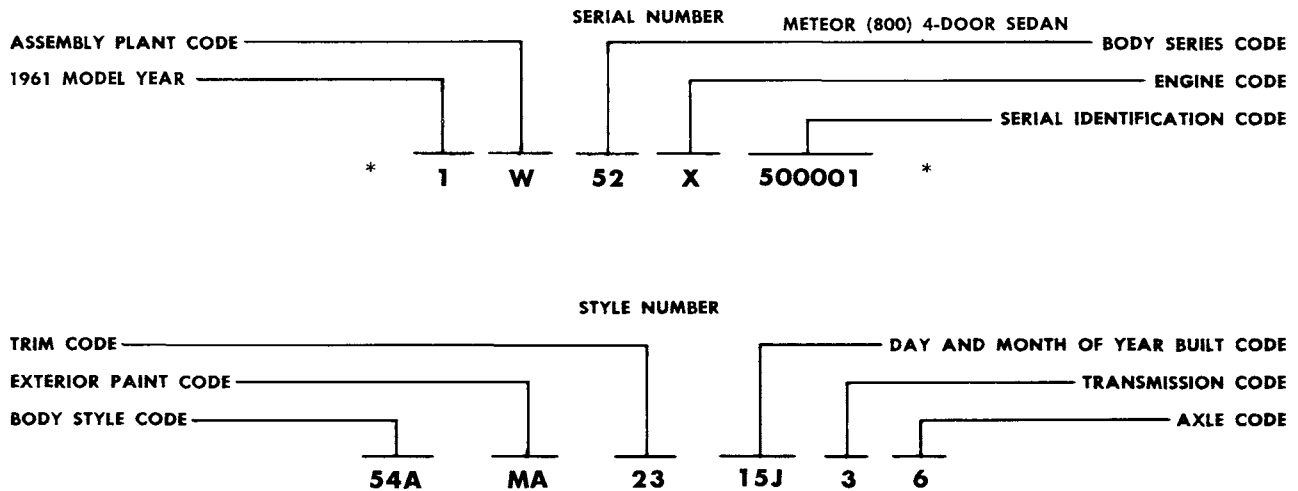 SERIAL NUMBER
METEOR (800) 4-DOOR SEDAN
ASSEMBLY PLANT CODE
BODY SERIES CODE
1961 MODEL YEAR
ENGINE CODE
SERIAL IDENTIFICATION CODE
* 1 W 52 X 500001 *
STYLE NUMBER
TRIM CODE
DAY AND MONTH OF YEAR BUILT CODE
EXTERIOR PAINT CODE
TRANSMISSION CODE
BODY STYLE CODE
AXLE CODE
54A MA 23 15J 3 6